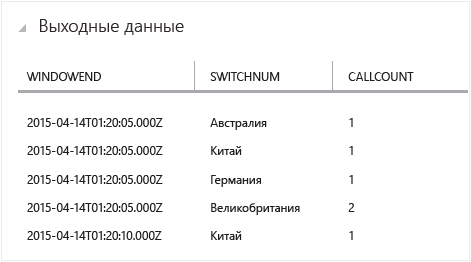 Выходные данные
WINDOWEND SWITCHNUM CALLCOUNT
2015-04-14T01:20:05.000Z Австралия 1
2015-04-14T01:20:05.000Z Китай 1
2015-04-14T01:20:05.000Z Германия 1
2015-04-14T01:20:05.000Z Великобритания 2
2015-04-14T01:20:10.000Z Китай 1